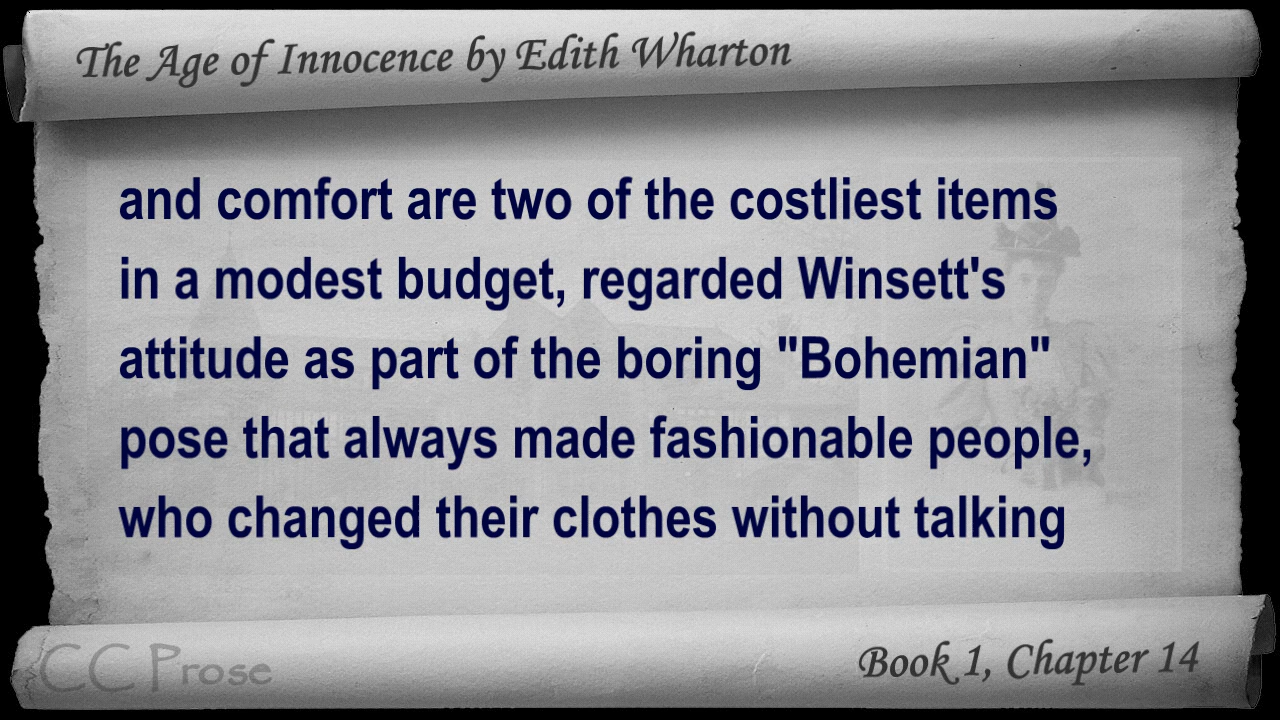 The Age of Innocence by Edith Wharton
and comfort are two of the costliest items
in a modest budget, regarded Winsett's
attitude as part of the boring "Bohemian"
pose that always made fashionable people,
who changed their clothes without talking
CC Prose
Book 1, Chapter 14